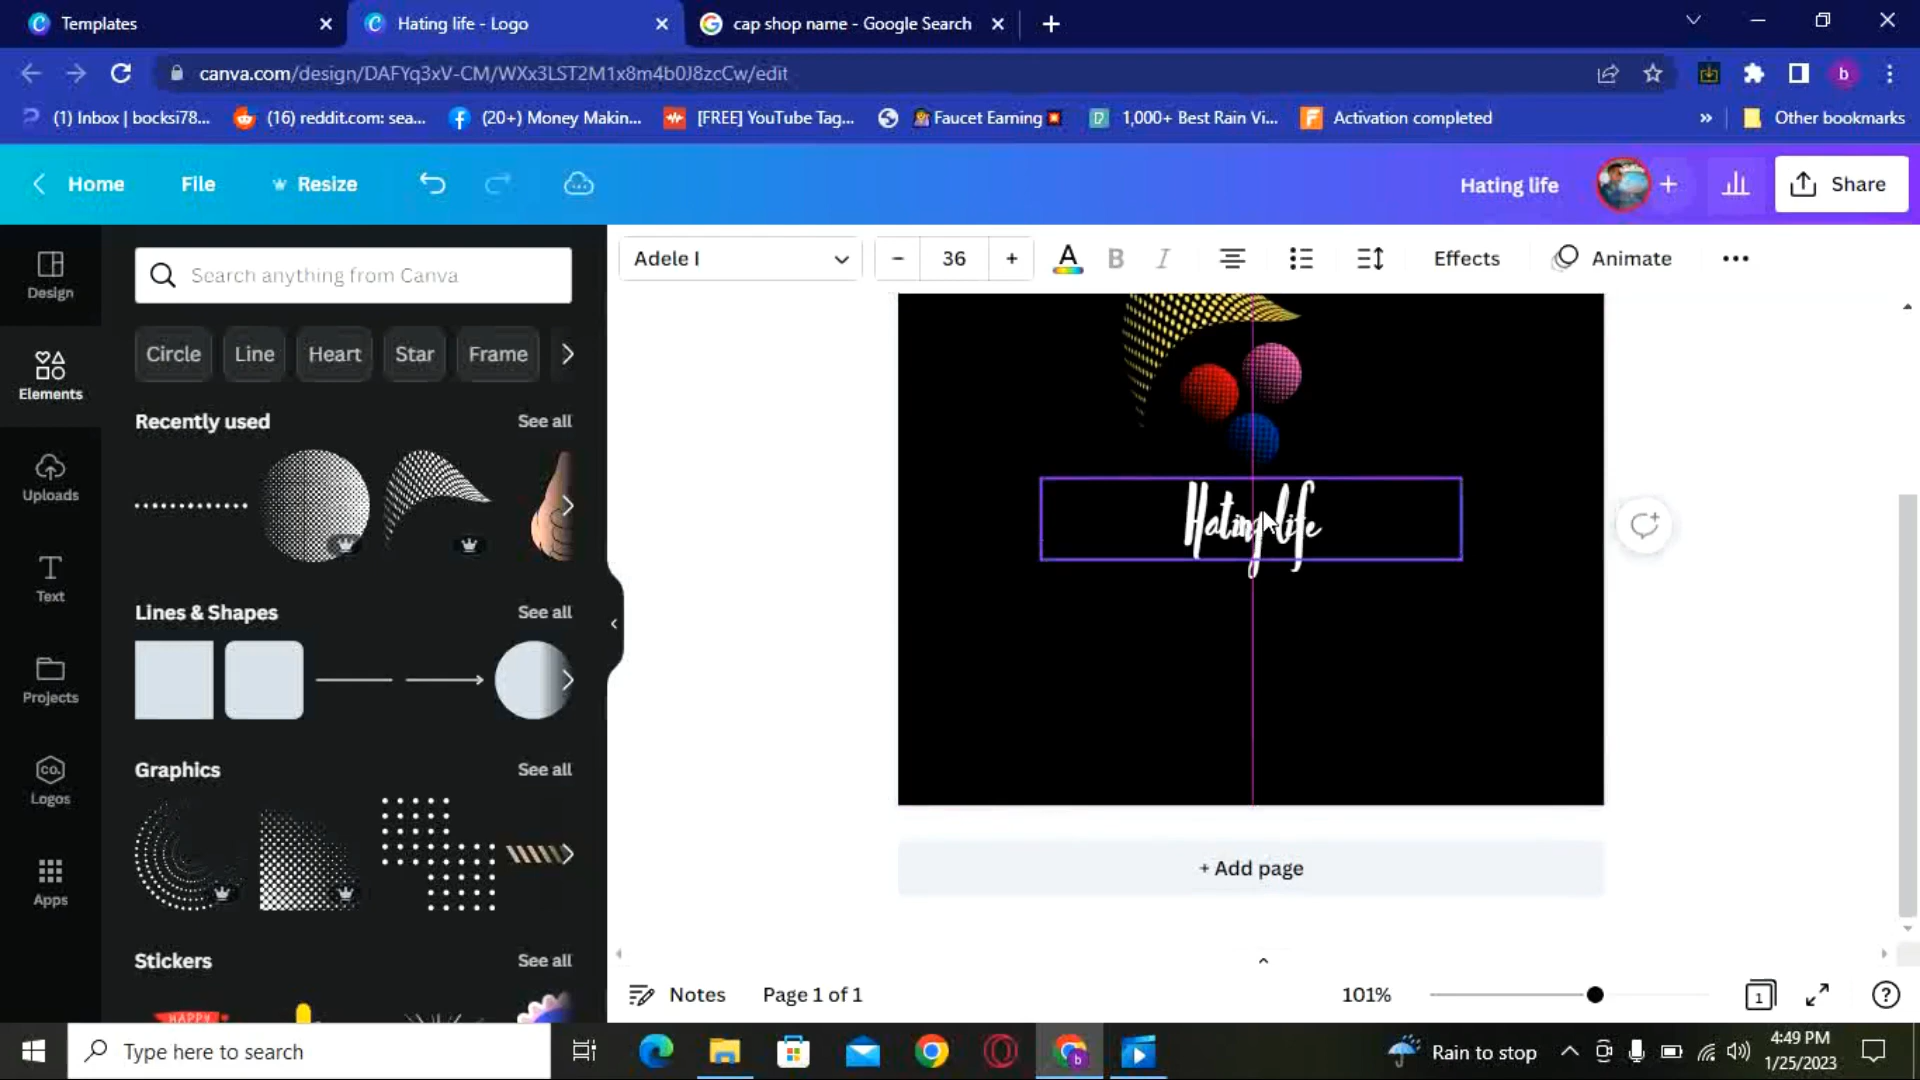 Templates
Hating life - Logo
cap shop name - Google Search
canva.com/design/DAFYq3xV-CM/WXx3LST2M1x8m4b0J8zcCw/edit
b
(1) Inbox | bocksi78...
(16) reddit.com: sea...
(20+) Money Makin...
[FREE] YouTube Tag...
Faucet Earning
1,000+ Best Rain Vi...
Activation completed
»
Other bookmarks
Home
File
Resize
Hating life
+
Share
Design
Elements
Uploads
Text
Projects
Logos
Apps
Search anything from Canva
Circle
Line
Heart
Star
Frame
Recently used
See all
Lines & Shapes
See all
Graphics
See all
Stickers
See all
HAPPY
Adele I
-
36
+
A
B
I
Effects
Animate
Hating life
+ Add page
Notes
Page 1 of 1
101%
1
Type here to search
Rain to stop
4:49 PM
1/25/2023